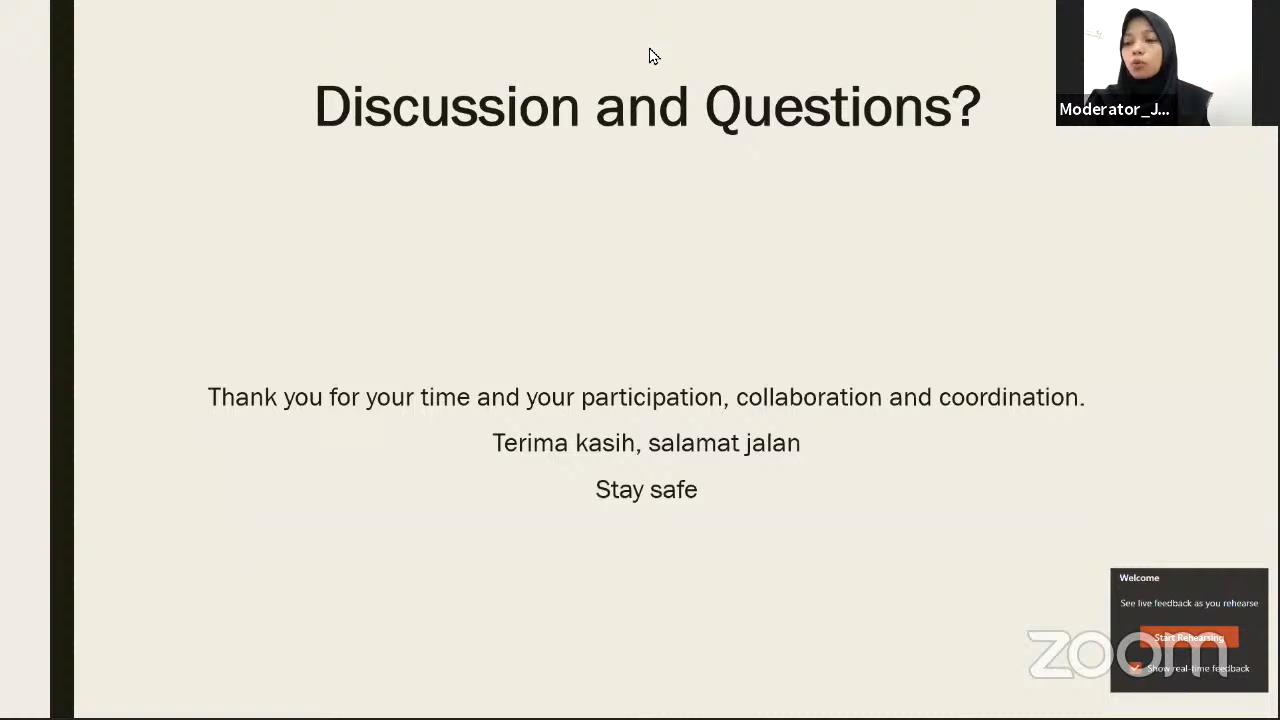 Discussion and Questions?
Moderator_J...
Thank you for your time and your participation, collaboration and coordination.
Terima kasih, salamat jalan
Stay safe
Welcome
See live feedback as you rehearse
Start Rehearsing
Show real-time feedback
zoom